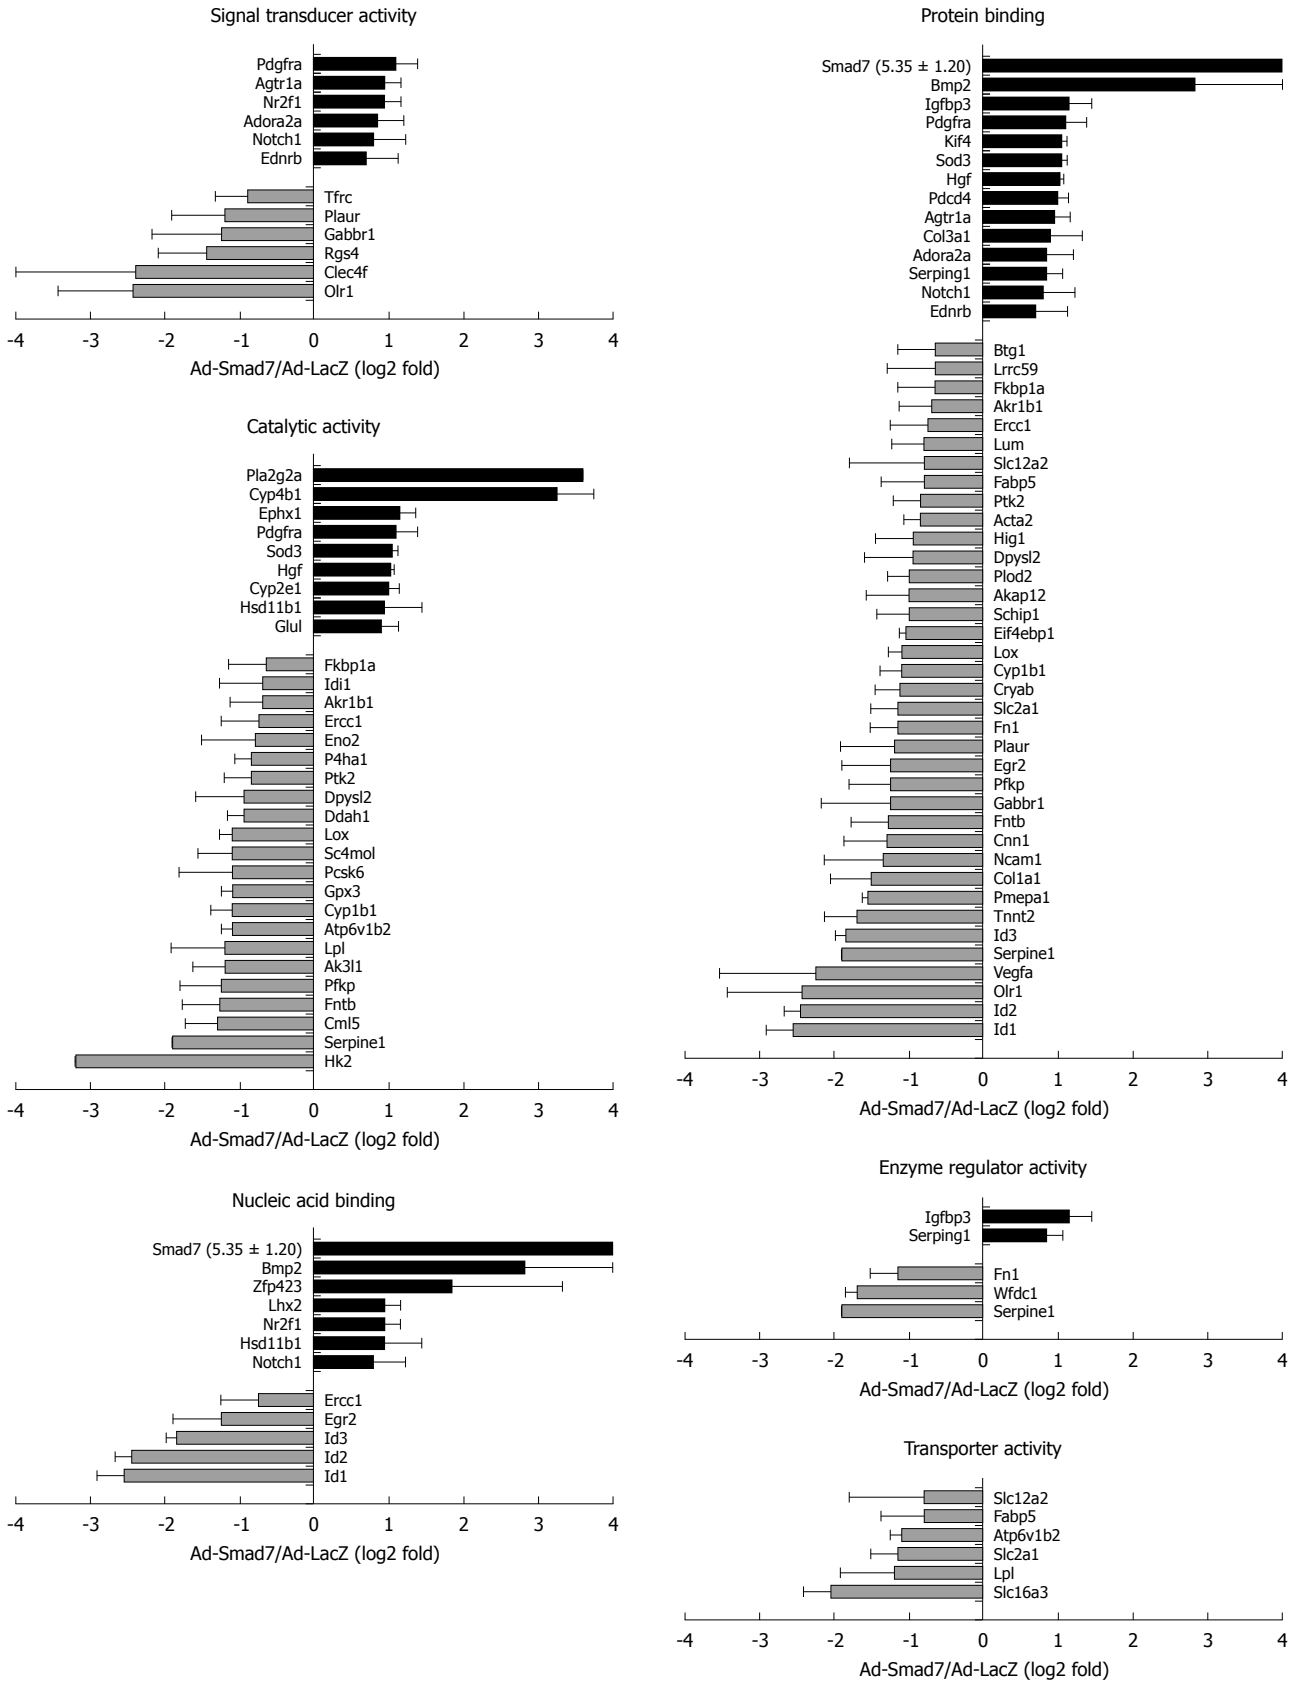 Signal transducer activity
Pdgfra
Agtr1a
Nr2f1
Adora2a
Notch1
Ednrb
Tfrc
Plaur
Gabbr1
Rgs4
Clec4f
Olr1
-4 -3 -2 -1 0 1 2 3 4
Ad-Smad7/Ad-LacZ (log2 fold)
Catalytic activity
Pla2g2a
Cyp4b1
Ephx1
Pdgfra
Sod3
Hgf
Cyp2e1
Hsd11b1
Glul
Fkbp1a
Idi1
Akr1b1
Ercc1
Eno2
P4ha1
Ptk2
Dpysl2
Ddah1
Lox
Sc4mol
Pcsk6
Gpx3
Cyp1b1
Atp6v1b2
Lpl
Ak3l1
Pfkp
Fntb
Cml5
Serpine1
Hk2
-4 -3 -2 -1 0 1 2 3 4
Ad-Smad7/Ad-LacZ (log2 fold)
Nucleic acid binding
Smad7 (5.35 ± 1.20)
Bmp2
Zfp423
Lhx2
Nr2f1
Hsd11b1
Notch1
Ercc1
Egr2
Id3
Id2
Id1
-4 -3 -2 -1 0 1 2 3 4
Ad-Smad7/Ad-LacZ (log2 fold)
Protein binding
Smad7 (5.35 ± 1.20)
Bmp2
Igfbp3
Pdgfra
Kif4
Sod3
Hgf
Pdcd4
Agtr1a
Col3a1
Adora2a
Serping1
Notch1
Ednrb
Btg1
Lrrc59
Fkbp1a
Akr1b1
Ercc1
Lum
Slc12a2
Fabp5
Ptk2
Acta2
Hig1
Dpysl2
Plod2
Akap12
Schip1
Eif4ebp1
Lox
Cyp1b1
Cryab
Slc2a1
Fn1
Plaur
Egr2
Pfkp
Gabbr1
Fntb
Cnn1
Ncam1
Col1a1
Pmepa1
Tnnt2
Id3
Serpine1
Vegfa
Olr1
Id2
Id1
-4 -3 -2 -1 0 1 2 3 4
Ad-Smad7/Ad-LacZ (log2 fold)
Enzyme regulator activity
Igfbp3
Serping1
Fn1
Wfdc1
Serpine1
-4 -3 -2 -1 0 1 2 3 4
Ad-Smad7/Ad-LacZ (log2 fold)
Transporter activity
Slc12a2
Fabp5
Atp6v1b2
Slc2a1
Lpl
Slc16a3
-4 -3 -2 -1 0 1 2 3 4
Ad-Smad7/Ad-LacZ (log2 fold)